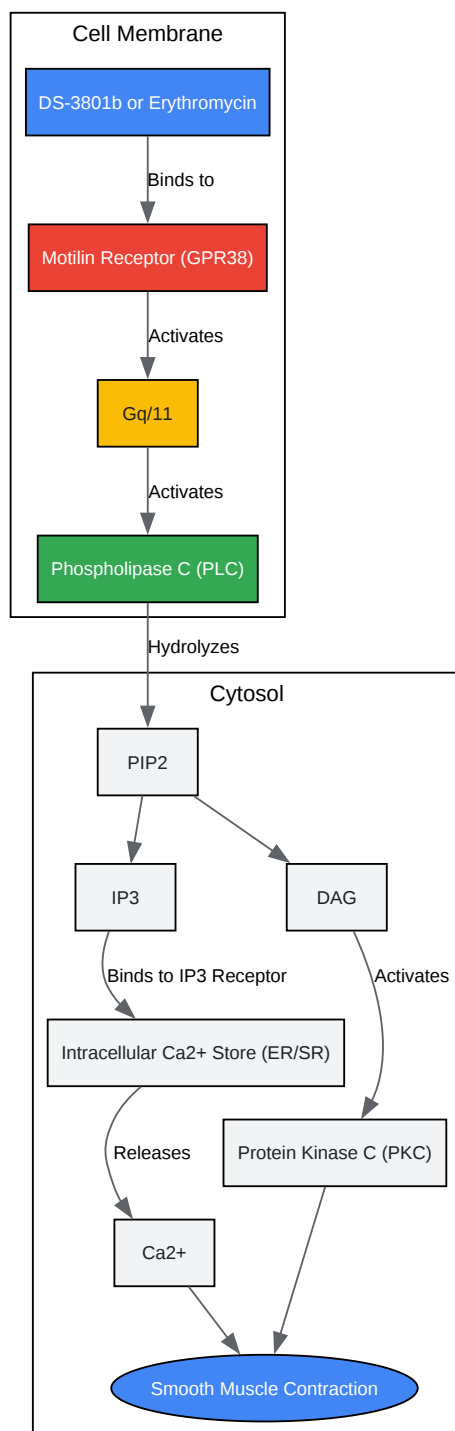 Cell Membrane
DS-3801b or Erythromycin
Binds to
Motilin Receptor (GPR38)
Activates
Gq/11
Activates
Phospholipase C (PLC)
Hydrolyzes
Cytosol
PIP2
IP3
DAG
Binds to IP3 Receptor
Activates
Intracellular Ca2+ Store (ER/SR)
Releases
Protein Kinase C (PKC)
Ca2+
Smooth Muscle Contraction